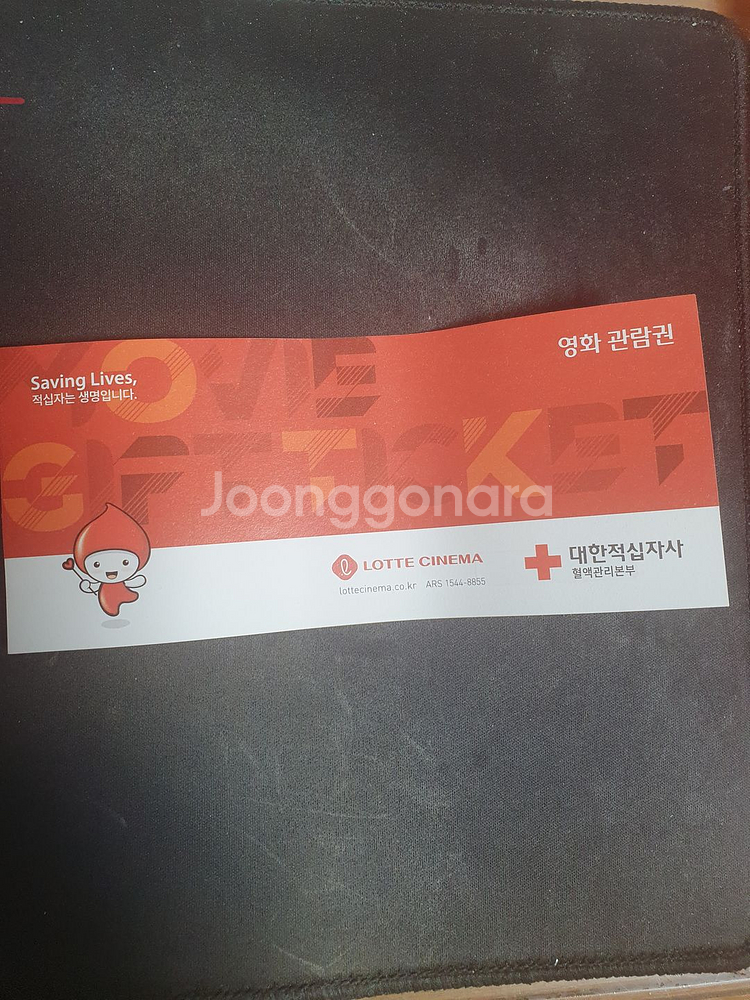 영화 관람권
Saving Lives,
적십자는 생명입니다.
MOVIE
GIFT TICKET
Joonggonara
LOTTE CINEMA
lottecinema.co.kr ARS 1544-8855
대한적십자사
혈액관리본부